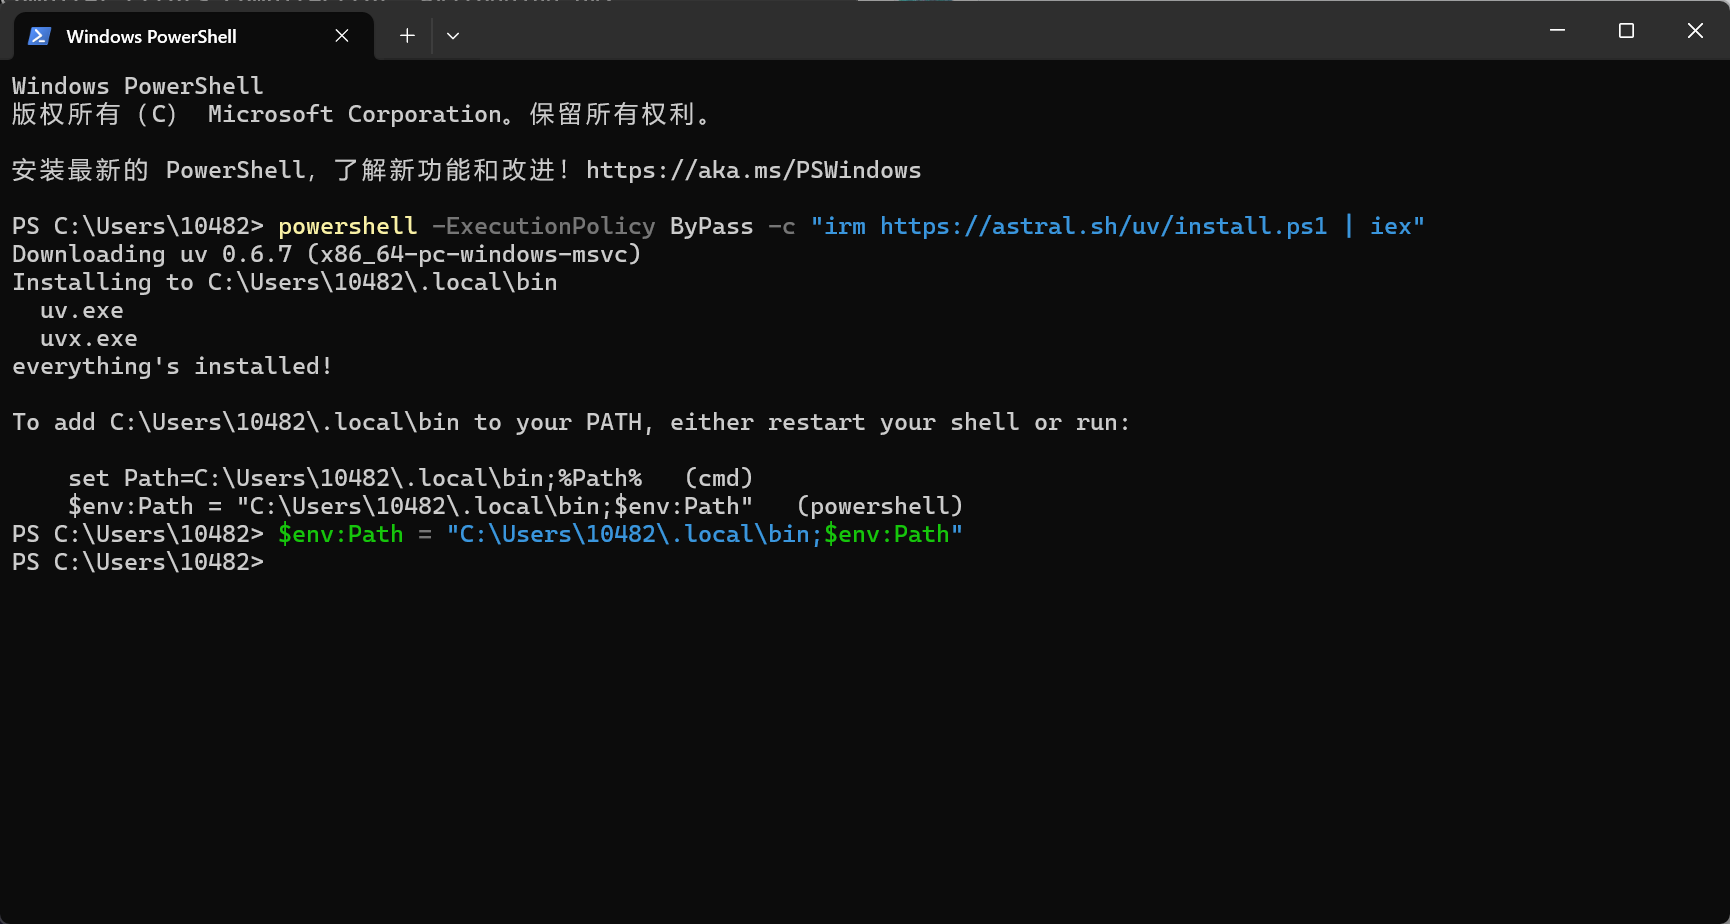 Windows PowerShell
Windows PowerShell
版权所有（C） Microsoft Corporation。保留所有权利。
安装最新的 PowerShell，了解新功能和改进！https://aka.ms/PSWindows
PS C:\Users\10482> powershell -ExecutionPolicy ByPass -c "irm https://astral.sh/uv/install.ps1 | iex"
Downloading uv 0.6.7 (x86_64-pc-windows-msvc)
Installing to C:\Users\10482\.local\bin
  uv.exe
  uvx.exe
everything's installed!
To add C:\Users\10482\.local\bin to your PATH, either restart your shell or run:
    set Path=C:\Users\10482\.local\bin;%Path%   (cmd)
    $env:Path = "C:\Users\10482\.local\bin;$env:Path"   (powershell)
PS C:\Users\10482> $env:Path = "C:\Users\10482\.local\bin;$env:Path"
PS C:\Users\10482>